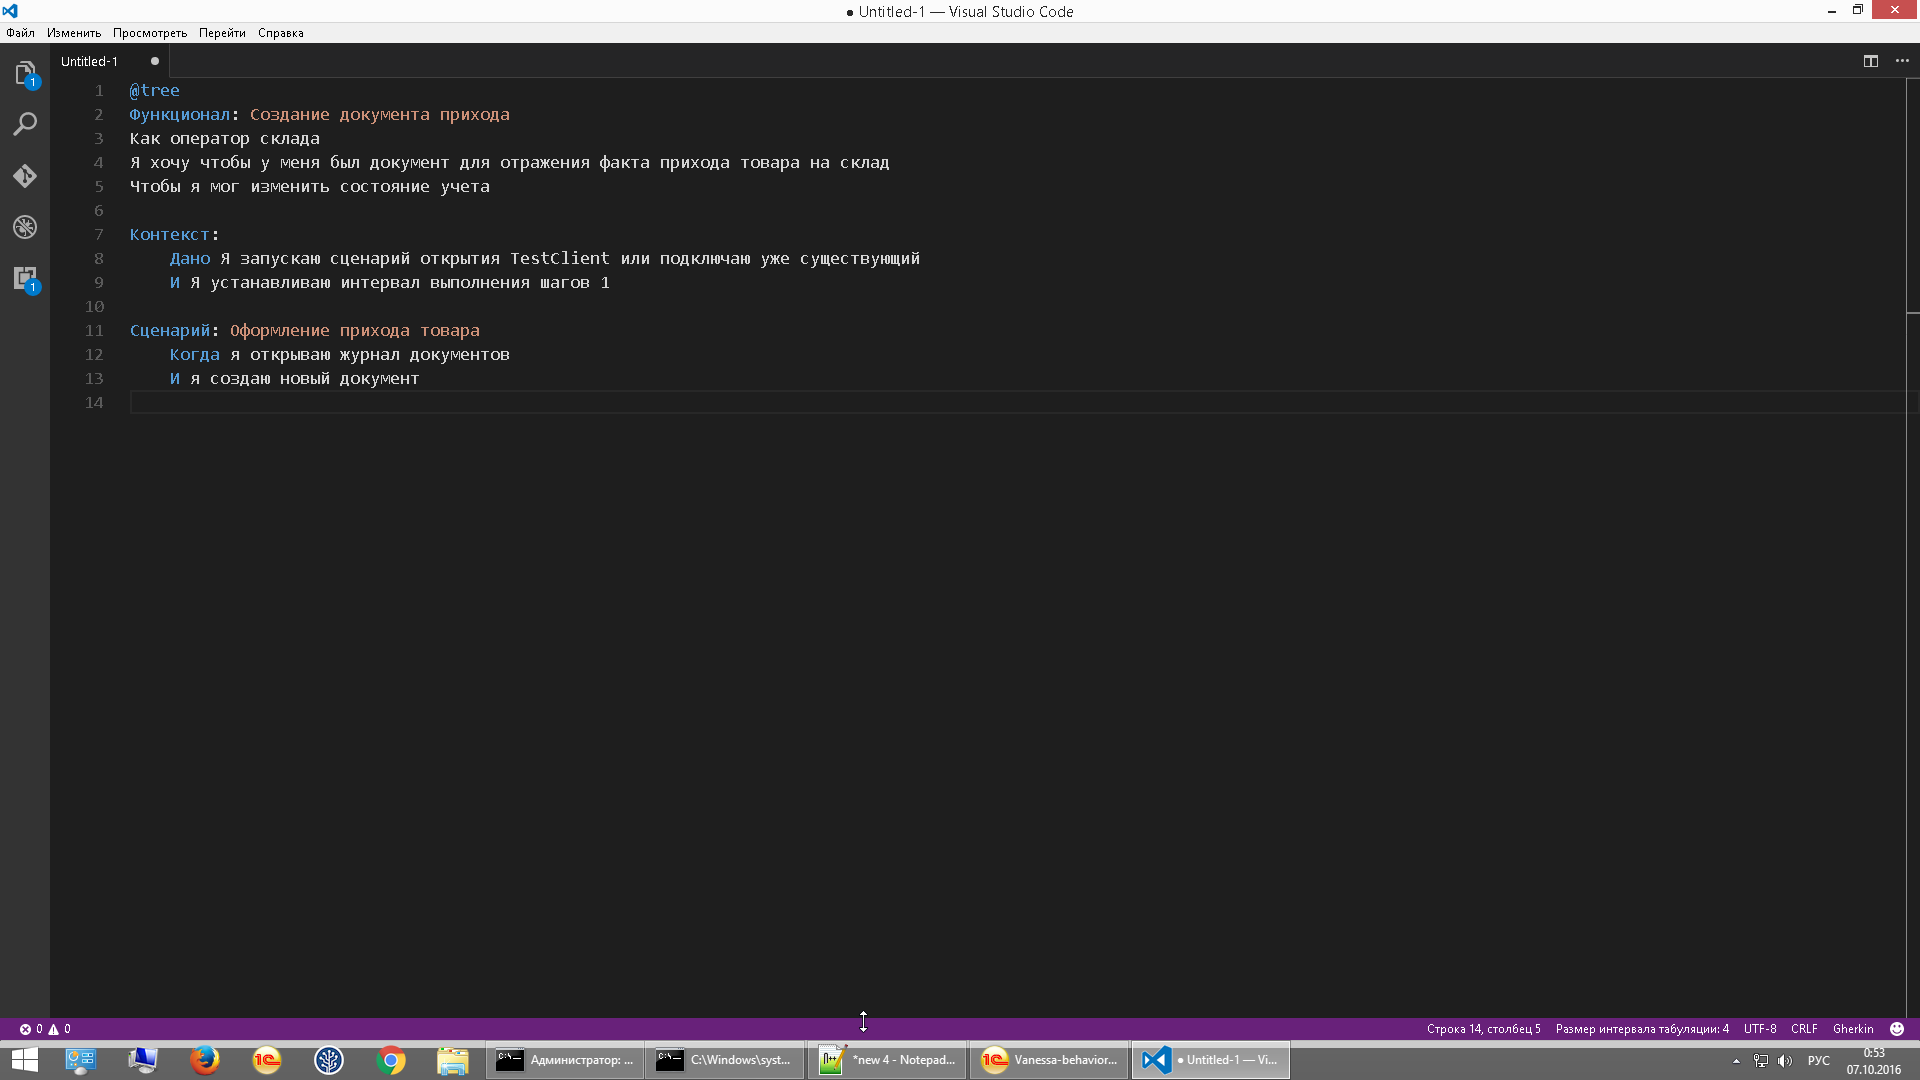 ● Untitled-1 — Visual Studio Code
Файл Изменить Просмотреть Перейти Справка
Untitled-1
1 @tree
2 Функционал: Создание документа прихода
3 Как оператор склада
4 Я хочу чтобы у меня был документ для отражения факта прихода товара на склад
5 Чтобы я мог изменить состояние учета
6
7 Контекст:
8 Дано Я запускаю сценарий открытия TestClient или подключаю уже существующий
9 И Я устанавливаю интервал выполнения шагов 1
10
11 Сценарий: Оформление прихода товара
12 Когда я открываю журнал документов
13 И я создаю новый документ
14
1
1
0 0
Строка 14, столбец 5 Размер интервала табуляции: 4 UTF-8 CRLF Gherkin
Администратор: ... C:\Windows\syst... *new 4 - Notepad... Vanessa-behavior... ● Untitled-1 — Vi...
РУС
0:53
07.10.2016